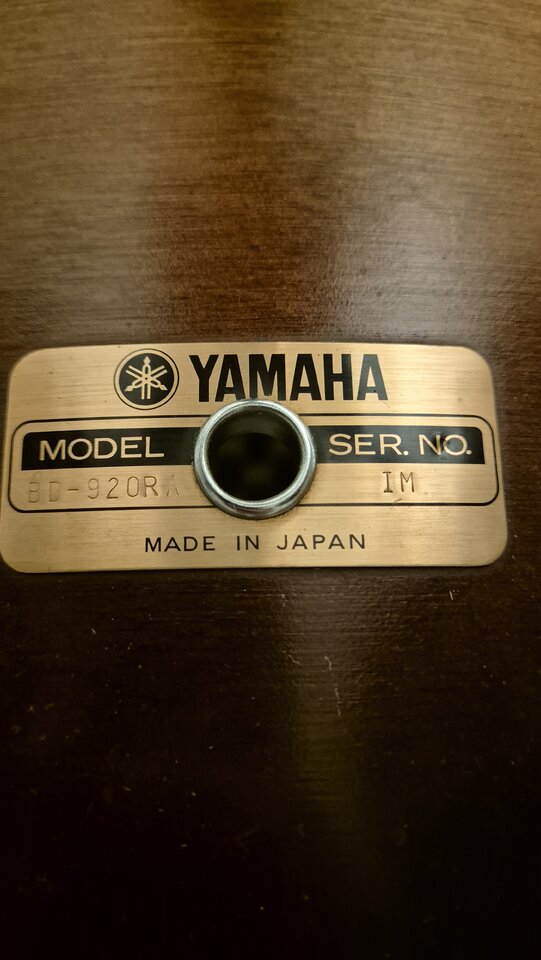 YAMAHA
MODEL SER. NO.
BD-920RA IM
MADE IN JAPAN